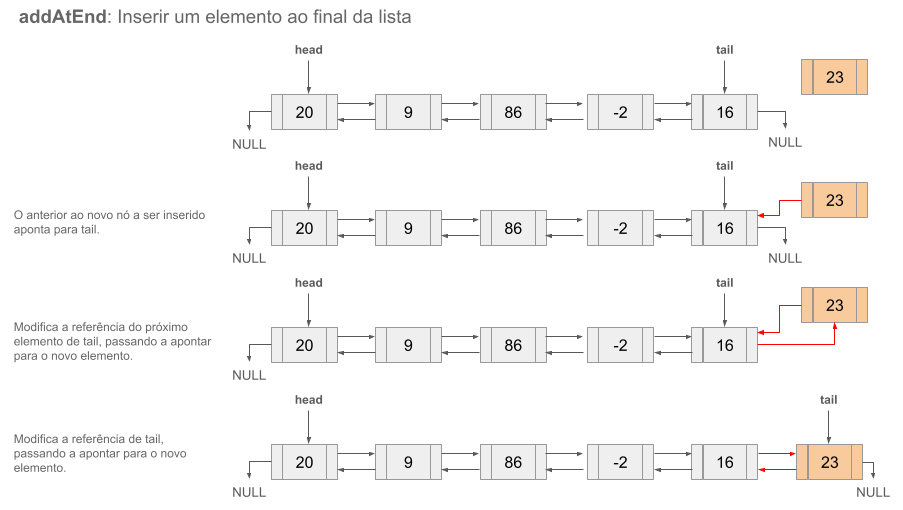 addAtEnd: Inserir um elemento ao final da lista
head
tail
23
20
9
86
-2
16
NULL
NULL
head
tail
O anterior ao novo nó a ser inserido
aponta para tail.
23
20
9
86
-2
16
NULL
NULL
head
tail
Modifica a referência do próximo
elemento de tail, passando a apontar
para o novo elemento.
23
20
9
86
-2
16
NULL
head
tail
Modifica a referência de tail,
passando a apontar para o novo
elemento.
20
9
86
-2
16
23
NULL
NULL